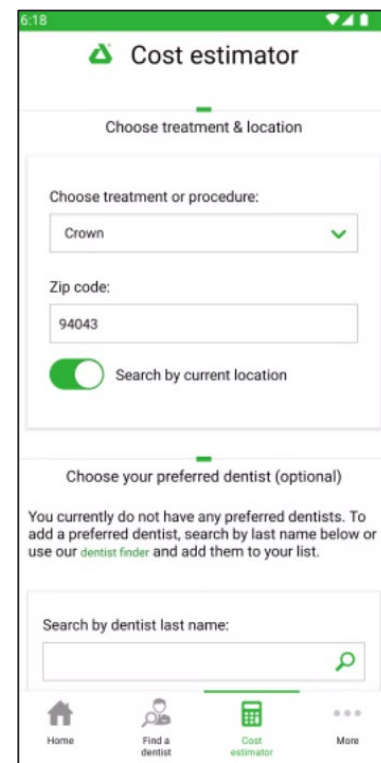 6:18
Cost estimator
Choose treatment & location
Choose treatment or procedure:
Crown
Zip code:
94043
Search by current location
Choose your preferred dentist (optional)
You currently do not have any preferred dentists. To
add a preferred dentist, search by last name below or
use our dentist finder and add them to your list.
Search by dentist last name:
Home
Find a
dentist
Cost
estimator
More